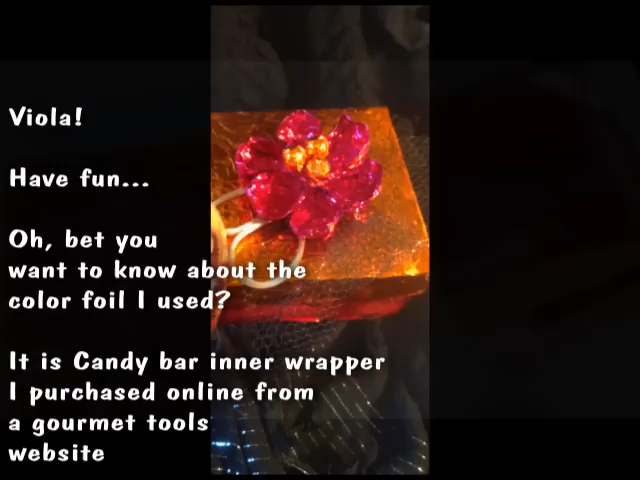 Viola!
Have fun...
Oh, bet you
want to know about the
color foil I used?
It is Candy bar inner wrapper
I purchased online from
a gourmet tools
website